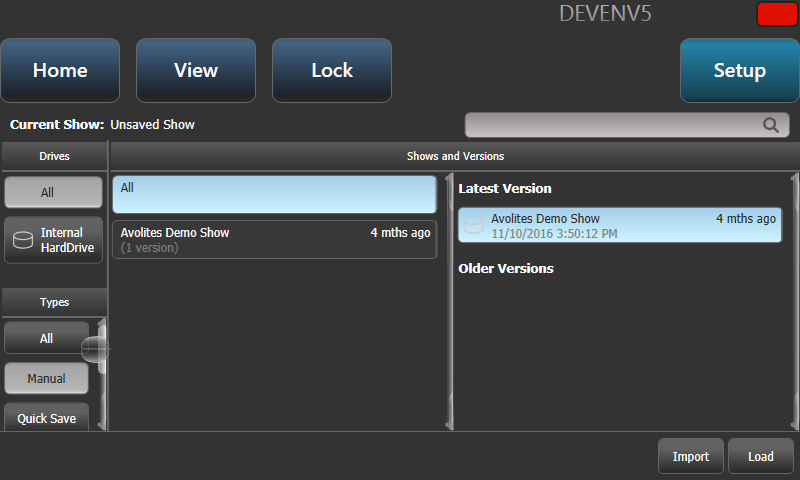 DEVENV5
Home
View
Lock
Setup
Current Show: Unsaved Show
Drives
Shows and Versions
All
Internal
HardDrive
Types
All
Manual
Quick Save
All
Avolites Demo Show 4 mths ago
(1 version)
Latest Version
Avolites Demo Show 4 mths ago
11/10/2016 3:50:12 PM
Older Versions
Import
Load